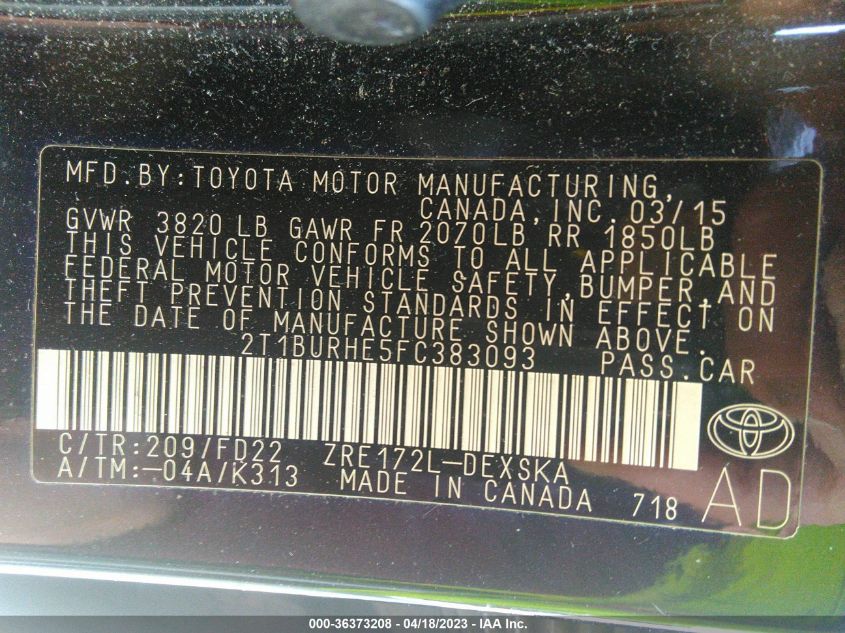 MFD.BY:TOYOTA MOTOR MANUFACTURING,
CANADA,INC.03/15
GVWR 3820 LB GAWR FR 2070LB RR 1850LB
THIS VEHICLE CONFORMS TO ALL APPLICABLE
FEDERAL MOTOR VEHICLE SAFETY,BUMPER,AND
THEFT PREVENTION STANDARDS IN EFFECT ON
THE DATE OF MANUFACTURE SHOWN ABOVE.
2T1BURHE5FC383093 PASS.CAR
C/TR:209/FD22 ZRE172L-DEXSKA
A/TM:-04A/K313 MADE IN CANADA 718 AD
000-36373208 - 04/18/2023 - IAA Inc.